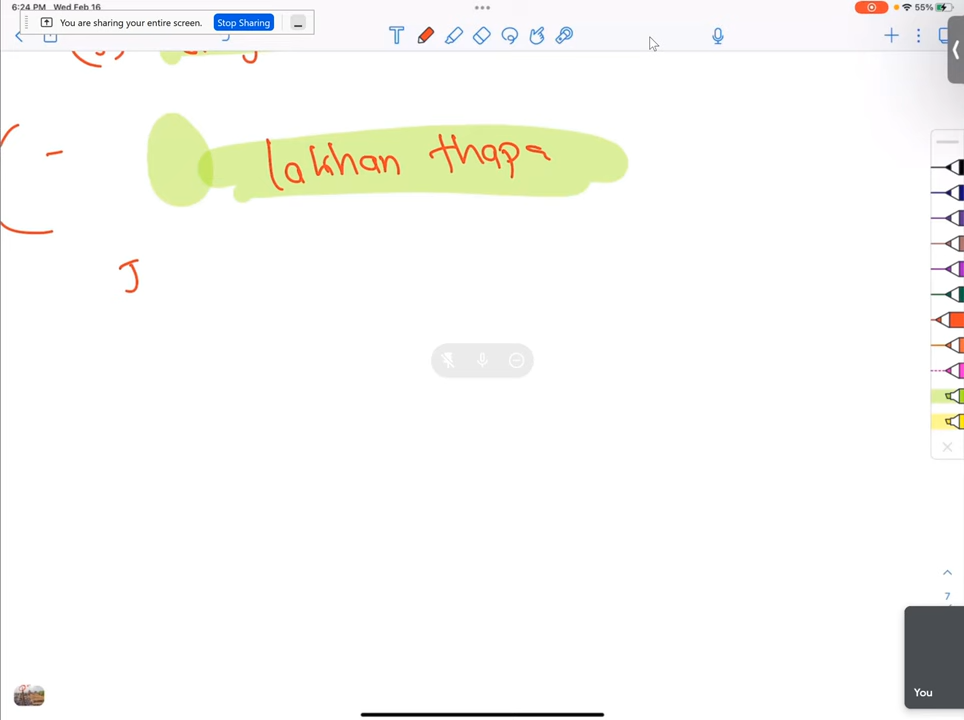 6:24 PM Wed Feb 16
55%
You are sharing your entire screen.
Stop Sharing
T
lakhan thapa
J
7
You